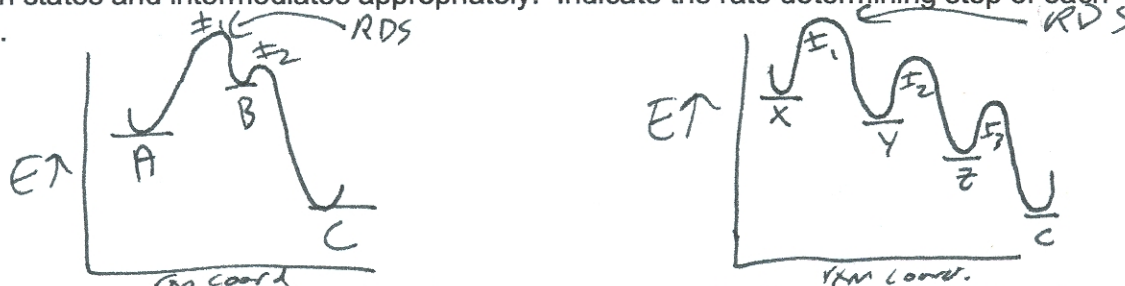 n states and intermediates appropriately. Indicate the rate determining step of each
.
‡1 RDS
‡2
B
A
E↑
C
rxn coord
RDS
‡1
‡2
X
E↑
Y
‡3
Z
C
rxn coord.